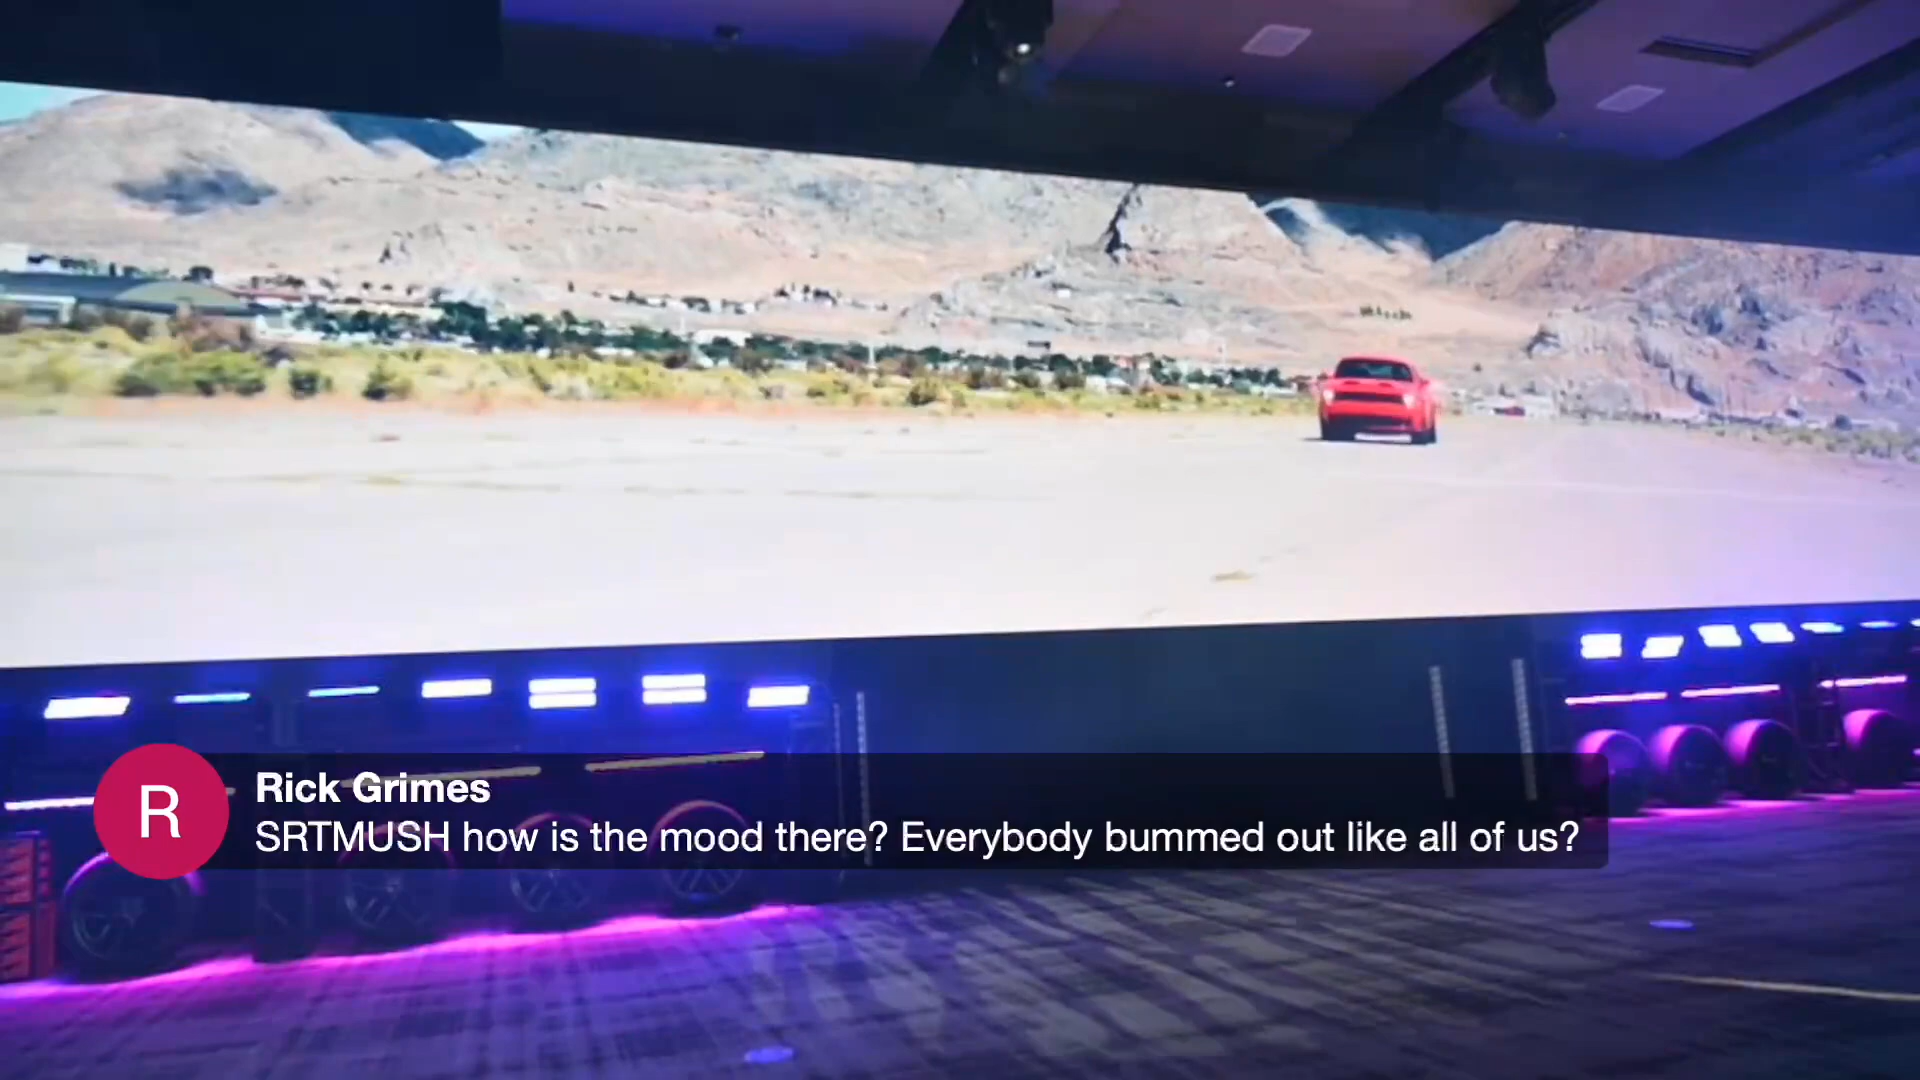 R
Rick Grimes
SRTMUSH how is the mood there? Everybody bummed out like all of us?